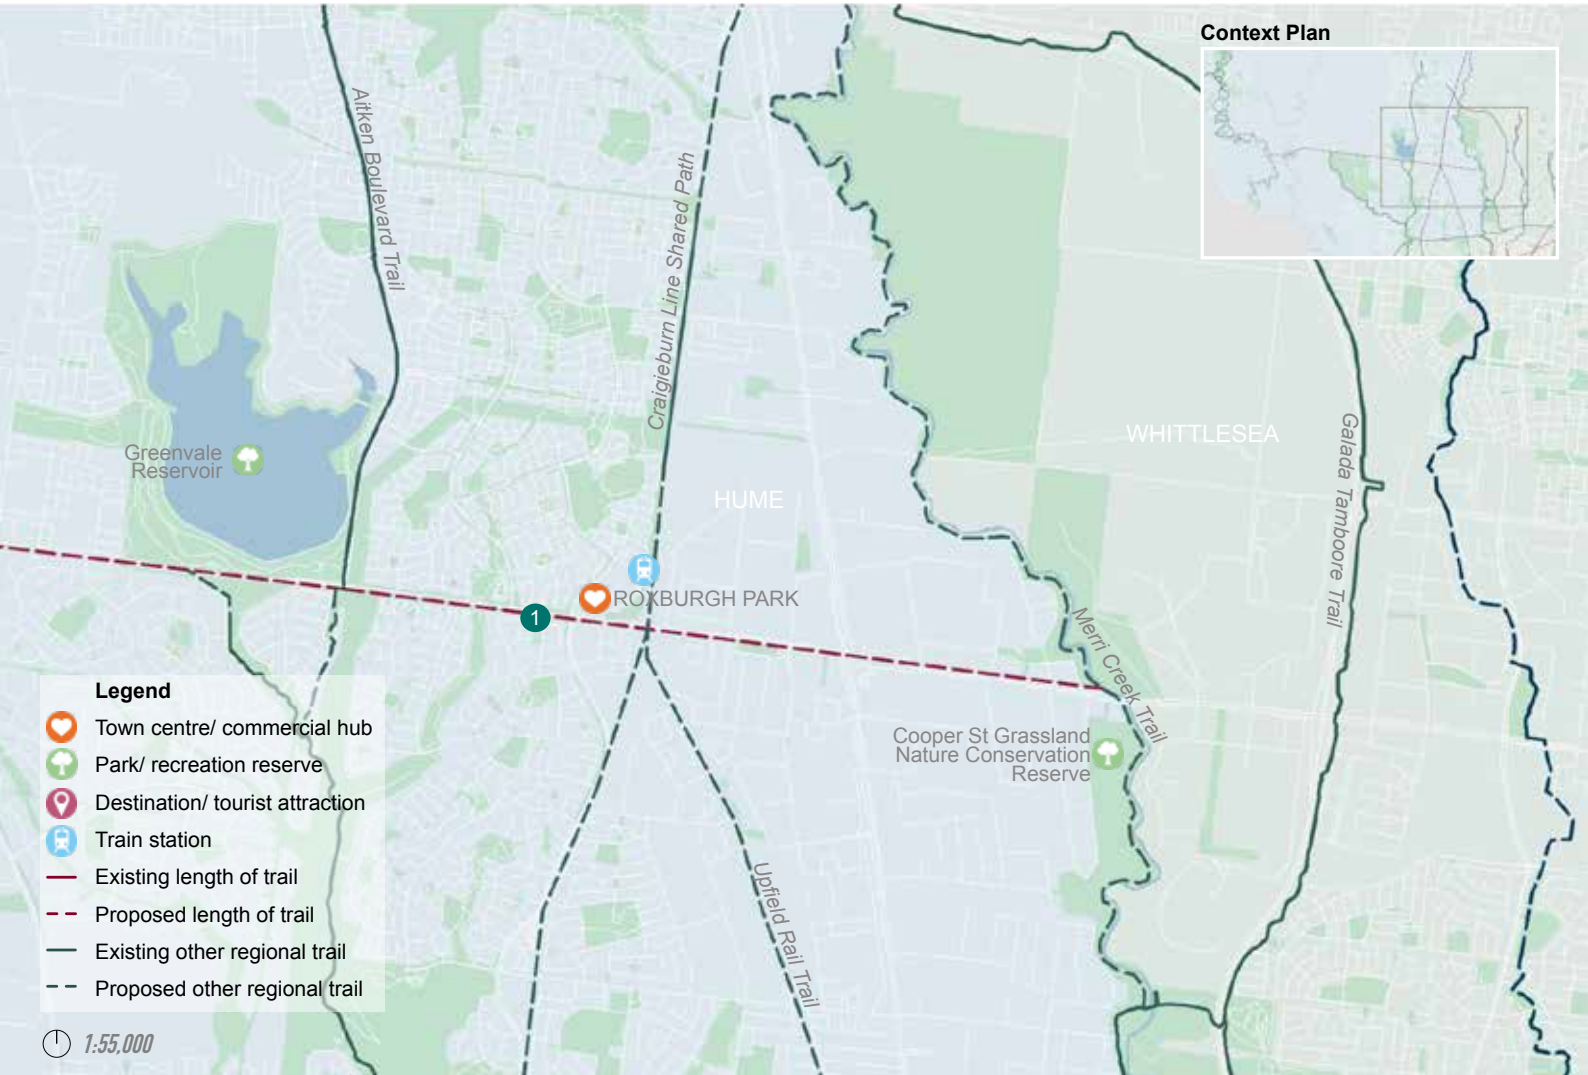 Context Plan
Aitken Boulevard Trail
Craigieburn Line Shared Path
Greenvale
Reservoir
WHITTLESEA
HUME
Galada Tamboore Trail
ROXBURGH PARK
1
Merri Creek Trail
Cooper St Grassland
Nature Conservation
Reserve
Upfield Rail Trail
Legend
Town centre/ commercial hub
Park/ recreation reserve
Destination/ tourist attraction
Train station
Existing length of trail
Proposed length of trail
Existing other regional trail
Proposed other regional trail
1:55,000